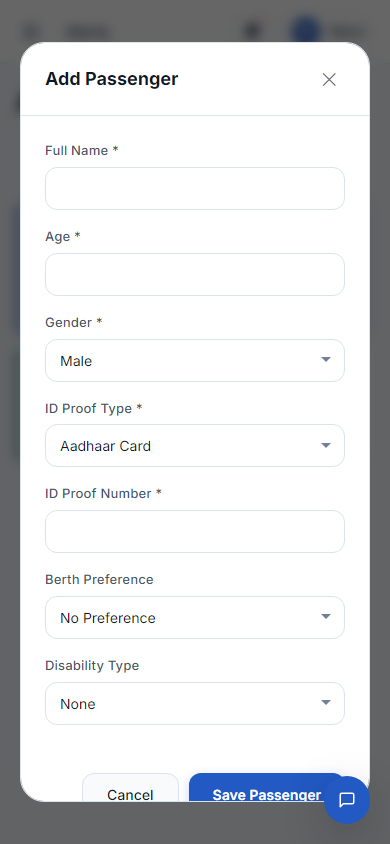 Add Passenger
Full Name *
Age *
Gender *
Male
ID Proof Type *
Aadhaar Card
ID Proof Number *
Berth Preference
No Preference
Disability Type
None
Cancel
Save Passenger